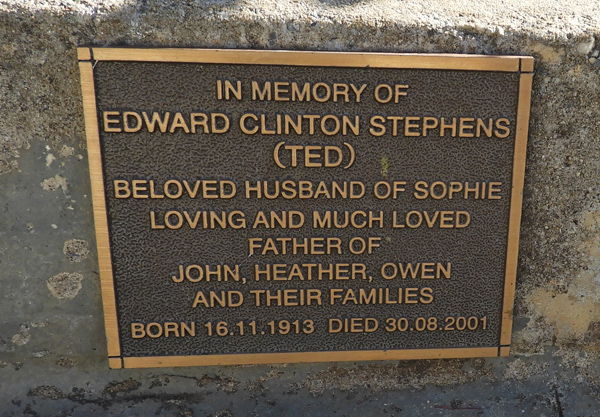 IN MEMORY OF
EDWARD CLINTON STEPHENS
(TED)
BELOVED HUSBAND OF SOPHIE
LOVING AND MUCH LOVED
FATHER OF
JOHN, HEATHER, OWEN
AND THEIR FAMILIES
BORN 16.11.1913 DIED 30.08.2001